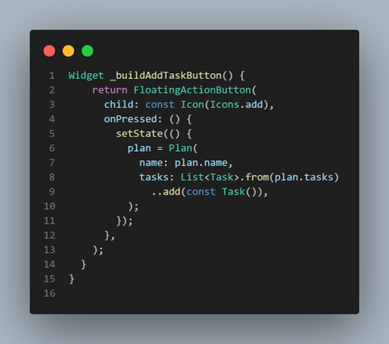 1 Widget _buildAddTaskButton() {
2     return FloatingActionButton(
3       child: const Icon(Icons.add),
4       onPressed: () {
5         setState(() {
6           plan = Plan(
7             name: plan.name,
8             tasks: List<Task>.from(plan.tasks)
9               ..add(const Task()),
10           );
11         });
12       },
13     );
14   }
15 }
16